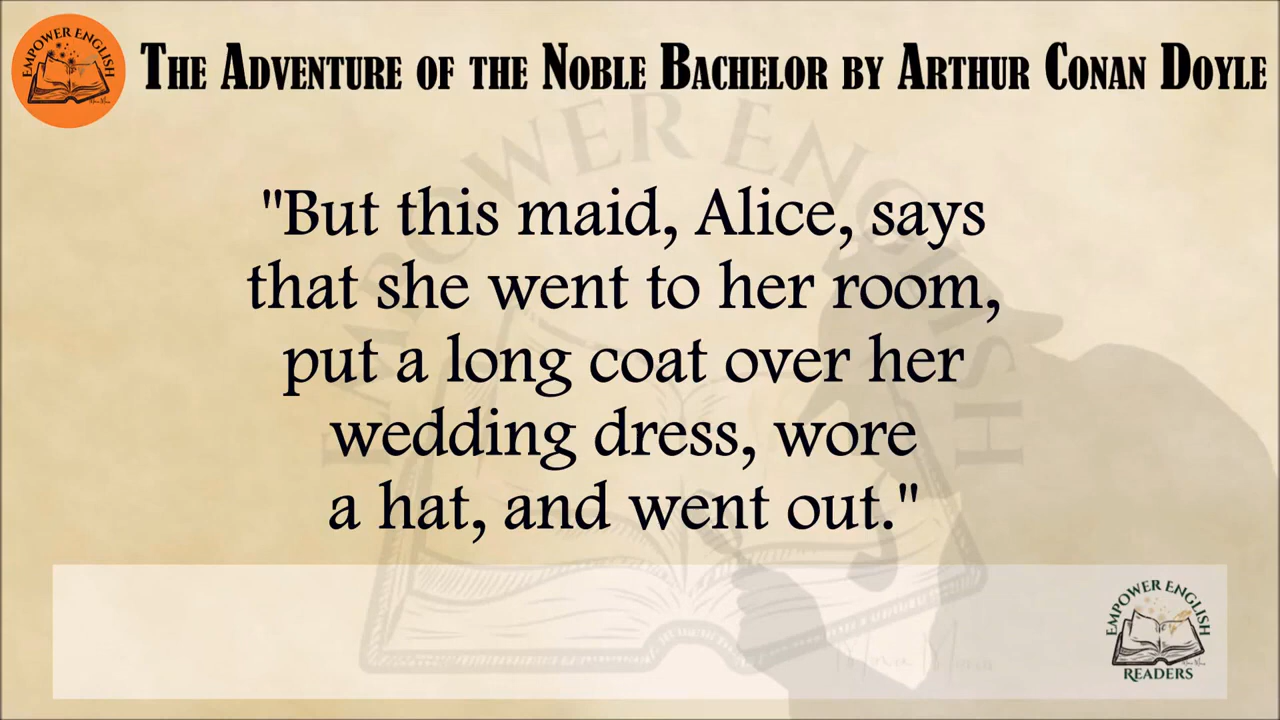 EMPOWER ENGLISH
THE ADVENTURE OF THE NOBLE BACHELOR BY ARTHUR CONAN DOYLE
EMPOWER ENGLISH
"But this maid, Alice, says
that she went to her room,
put a long coat over her
wedding dress, wore
a hat, and went out."
EMPOWER ENGLISH
READERS